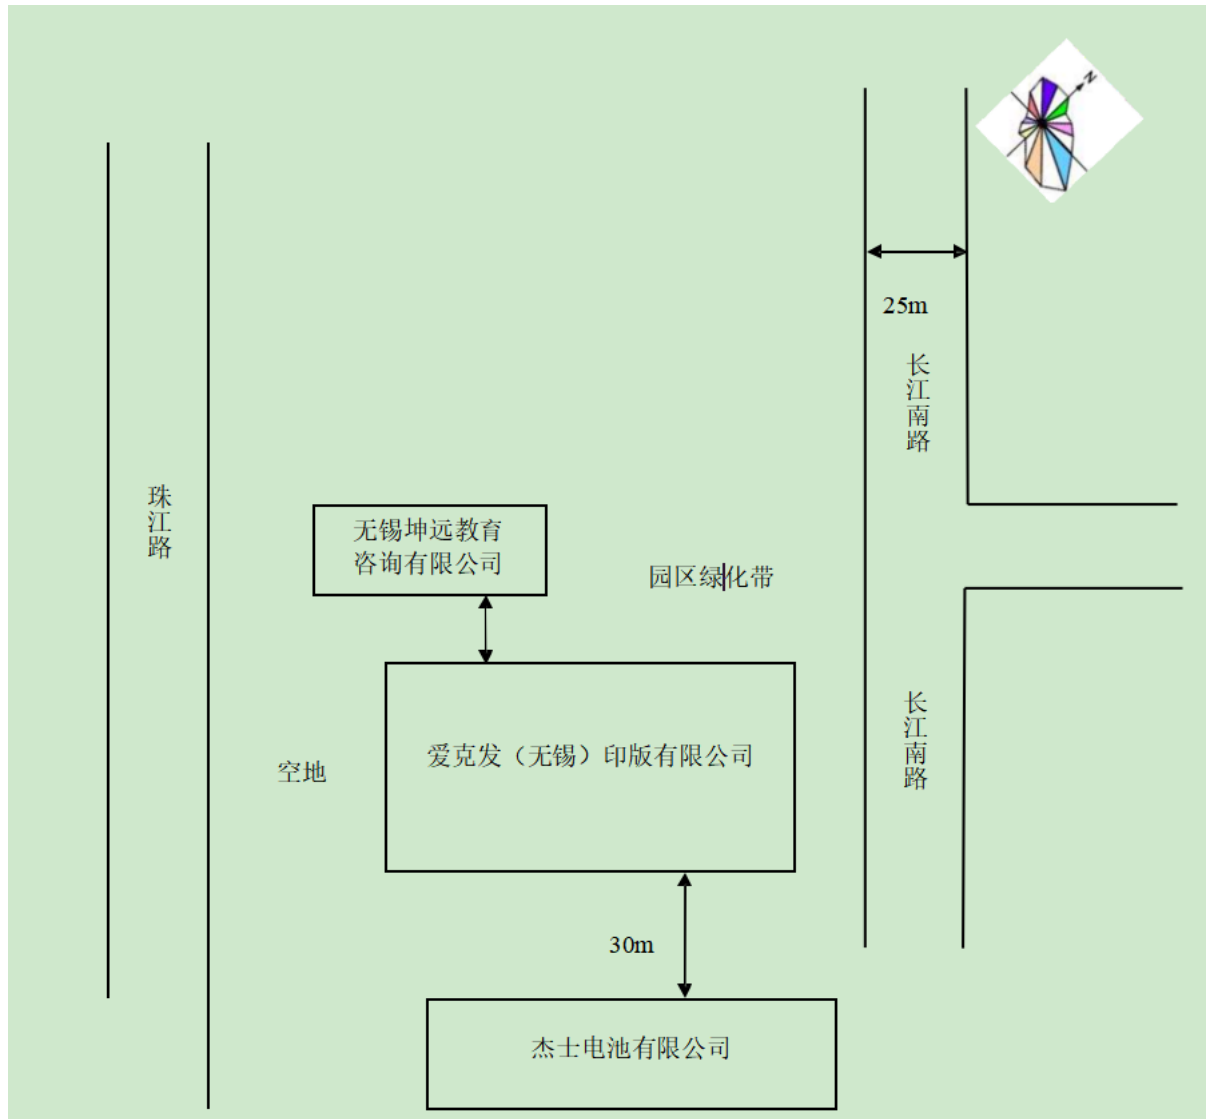 N
25m
长江南路
珠江路
无锡坤远教育
咨询有限公司
园区绿化带
长江南路
爱克发（无锡）印版有限公司
空地
30m
杰士电池有限公司